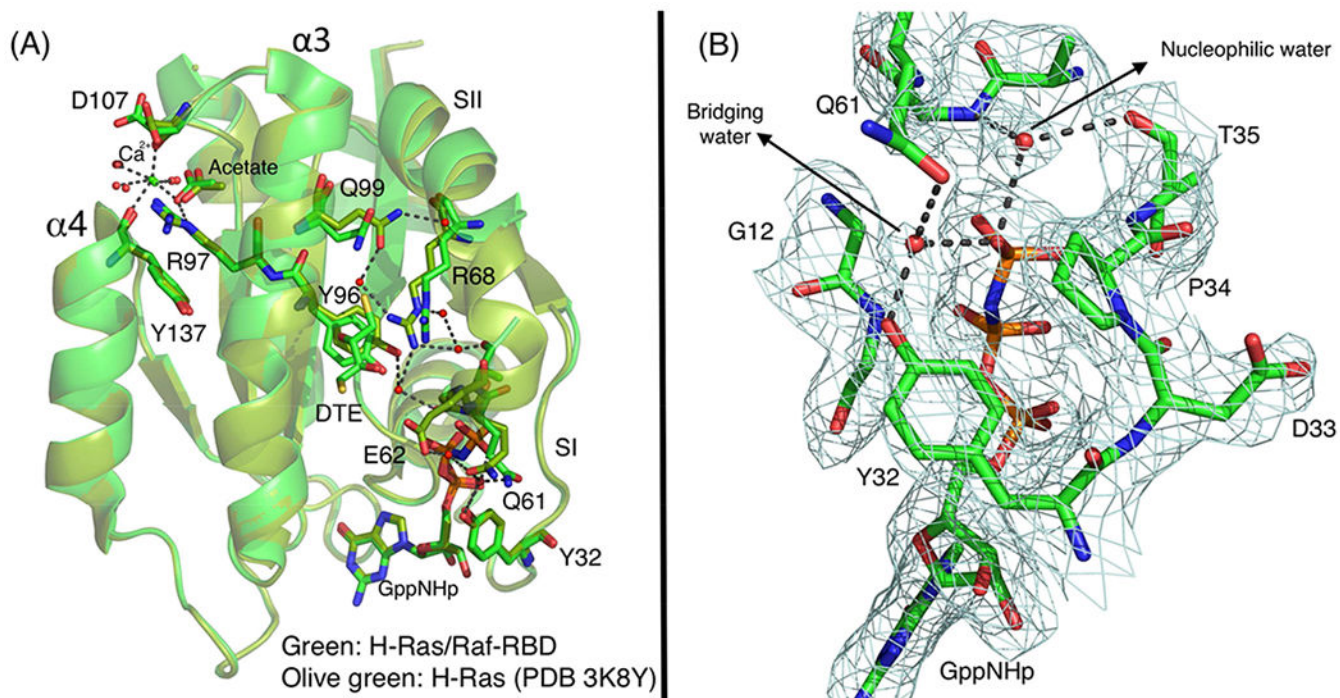 (A)
α3
D107
SII
Ca2+
Acetate
Q99
α4
R97
Y96
R68
Y137
DTE
E62
SI
Q61
Y32
GppNHp
Green: H-Ras/Raf-RBD
Olive green: H-Ras (PDB 3K8Y)
(B)
Nucleophilic water
Q61
Bridging
water
T35
G12
P34
D33
Y32
GppNHp